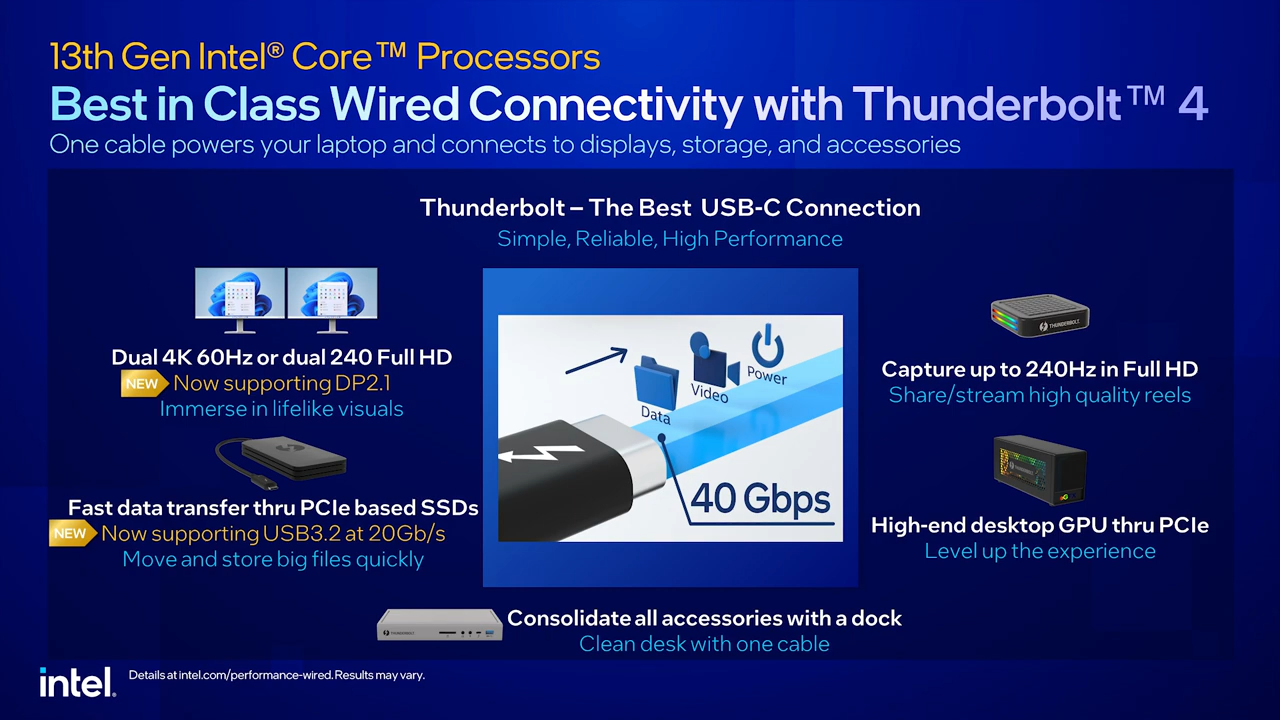 13th Gen Intel® Core™ Processors
Best in Class Wired Connectivity with Thunderbolt™ 4
One cable powers your laptop and connects to displays, storage, and accessories
Thunderbolt – The Best USB-C Connection
Simple, Reliable, High Performance
Dual 4K 60Hz or dual 240 Full HD
NEW Now supporting DP2.1
Immerse in lifelike visuals
Fast data transfer thru PCIe based SSDs
NEW Now supporting USB3.2 at 20Gb/s
Move and store big files quickly
Data
Video
Power
40 Gbps
THUNDERBOLT
Capture up to 240Hz in Full HD
Share/stream high quality reels
THUNDERBOLT
High-end desktop GPU thru PCIe
Level up the experience
THUNDERBOLT
Consolidate all accessories with a dock
Clean desk with one cable
intel.
Details at intel.com/performance-wired. Results may vary.